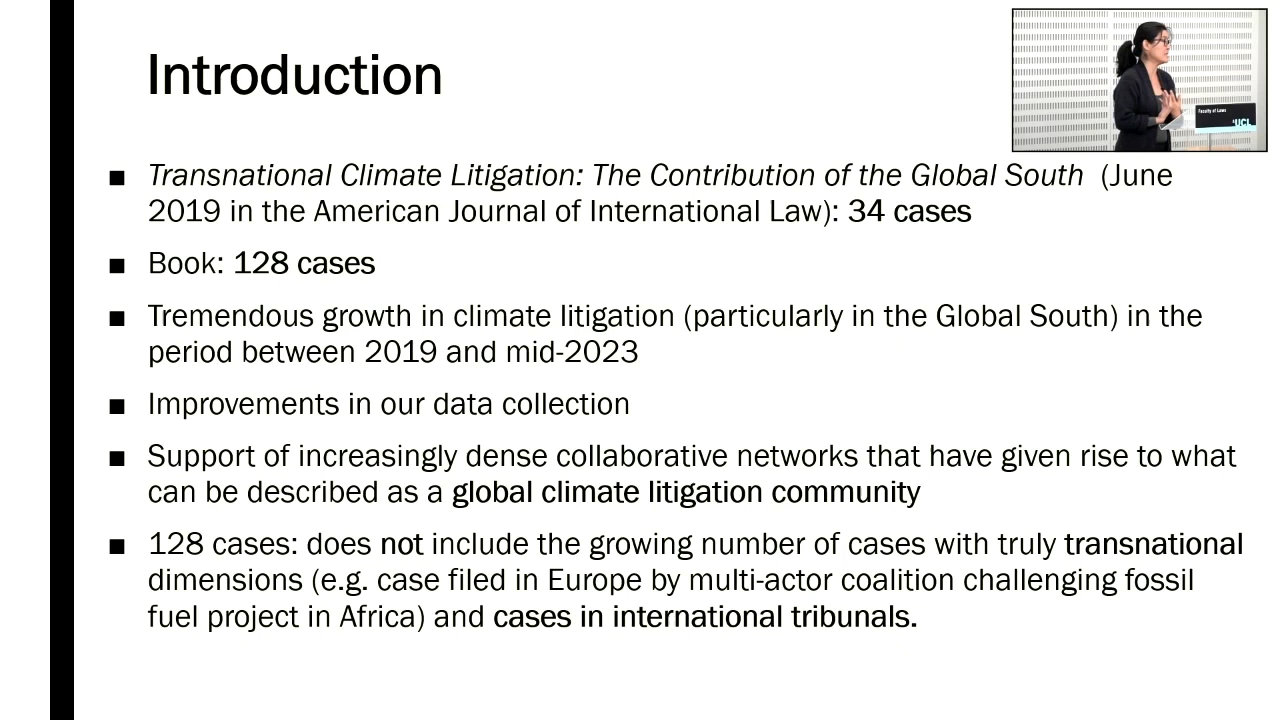 Introduction
Faculty of Laws
UCL
■ Transnational Climate Litigation: The Contribution of the Global South (June
2019 in the American Journal of International Law): 34 cases
■ Book: 128 cases
■ Tremendous growth in climate litigation (particularly in the Global South) in the
period between 2019 and mid-2023
■ Improvements in our data collection
■ Support of increasingly dense collaborative networks that have given rise to what
can be described as a global climate litigation community
■ 128 cases: does not include the growing number of cases with truly transnational
dimensions (e.g. case filed in Europe by multi-actor coalition challenging fossil
fuel project in Africa) and cases in international tribunals.